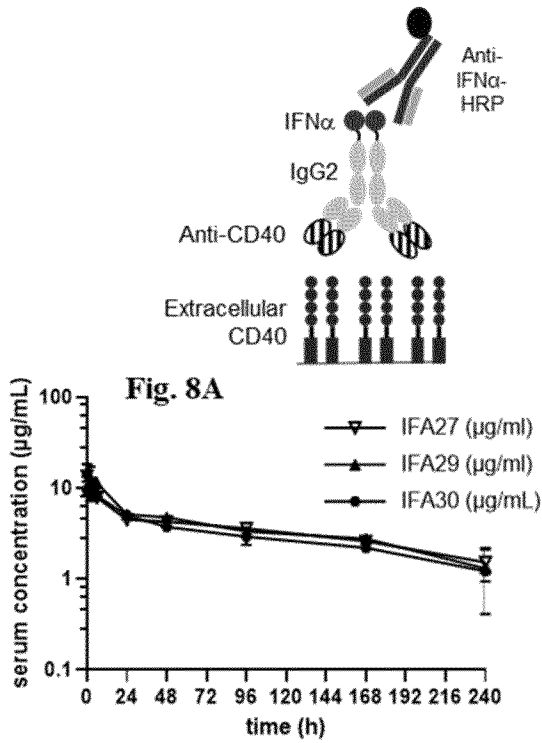 Anti-
IFNα-
HRP
IFNα
IgG2
Anti-CD40
Extracellular
CD40
Fig. 8A
serum concentration (µg/mL)
100
10
1
0.1
IFA27 (µg/ml)
IFA29 (µg/ml)
IFA30 (µg/mL)
0 24 48 72 96 120 144 168 192 216 240
time (h)